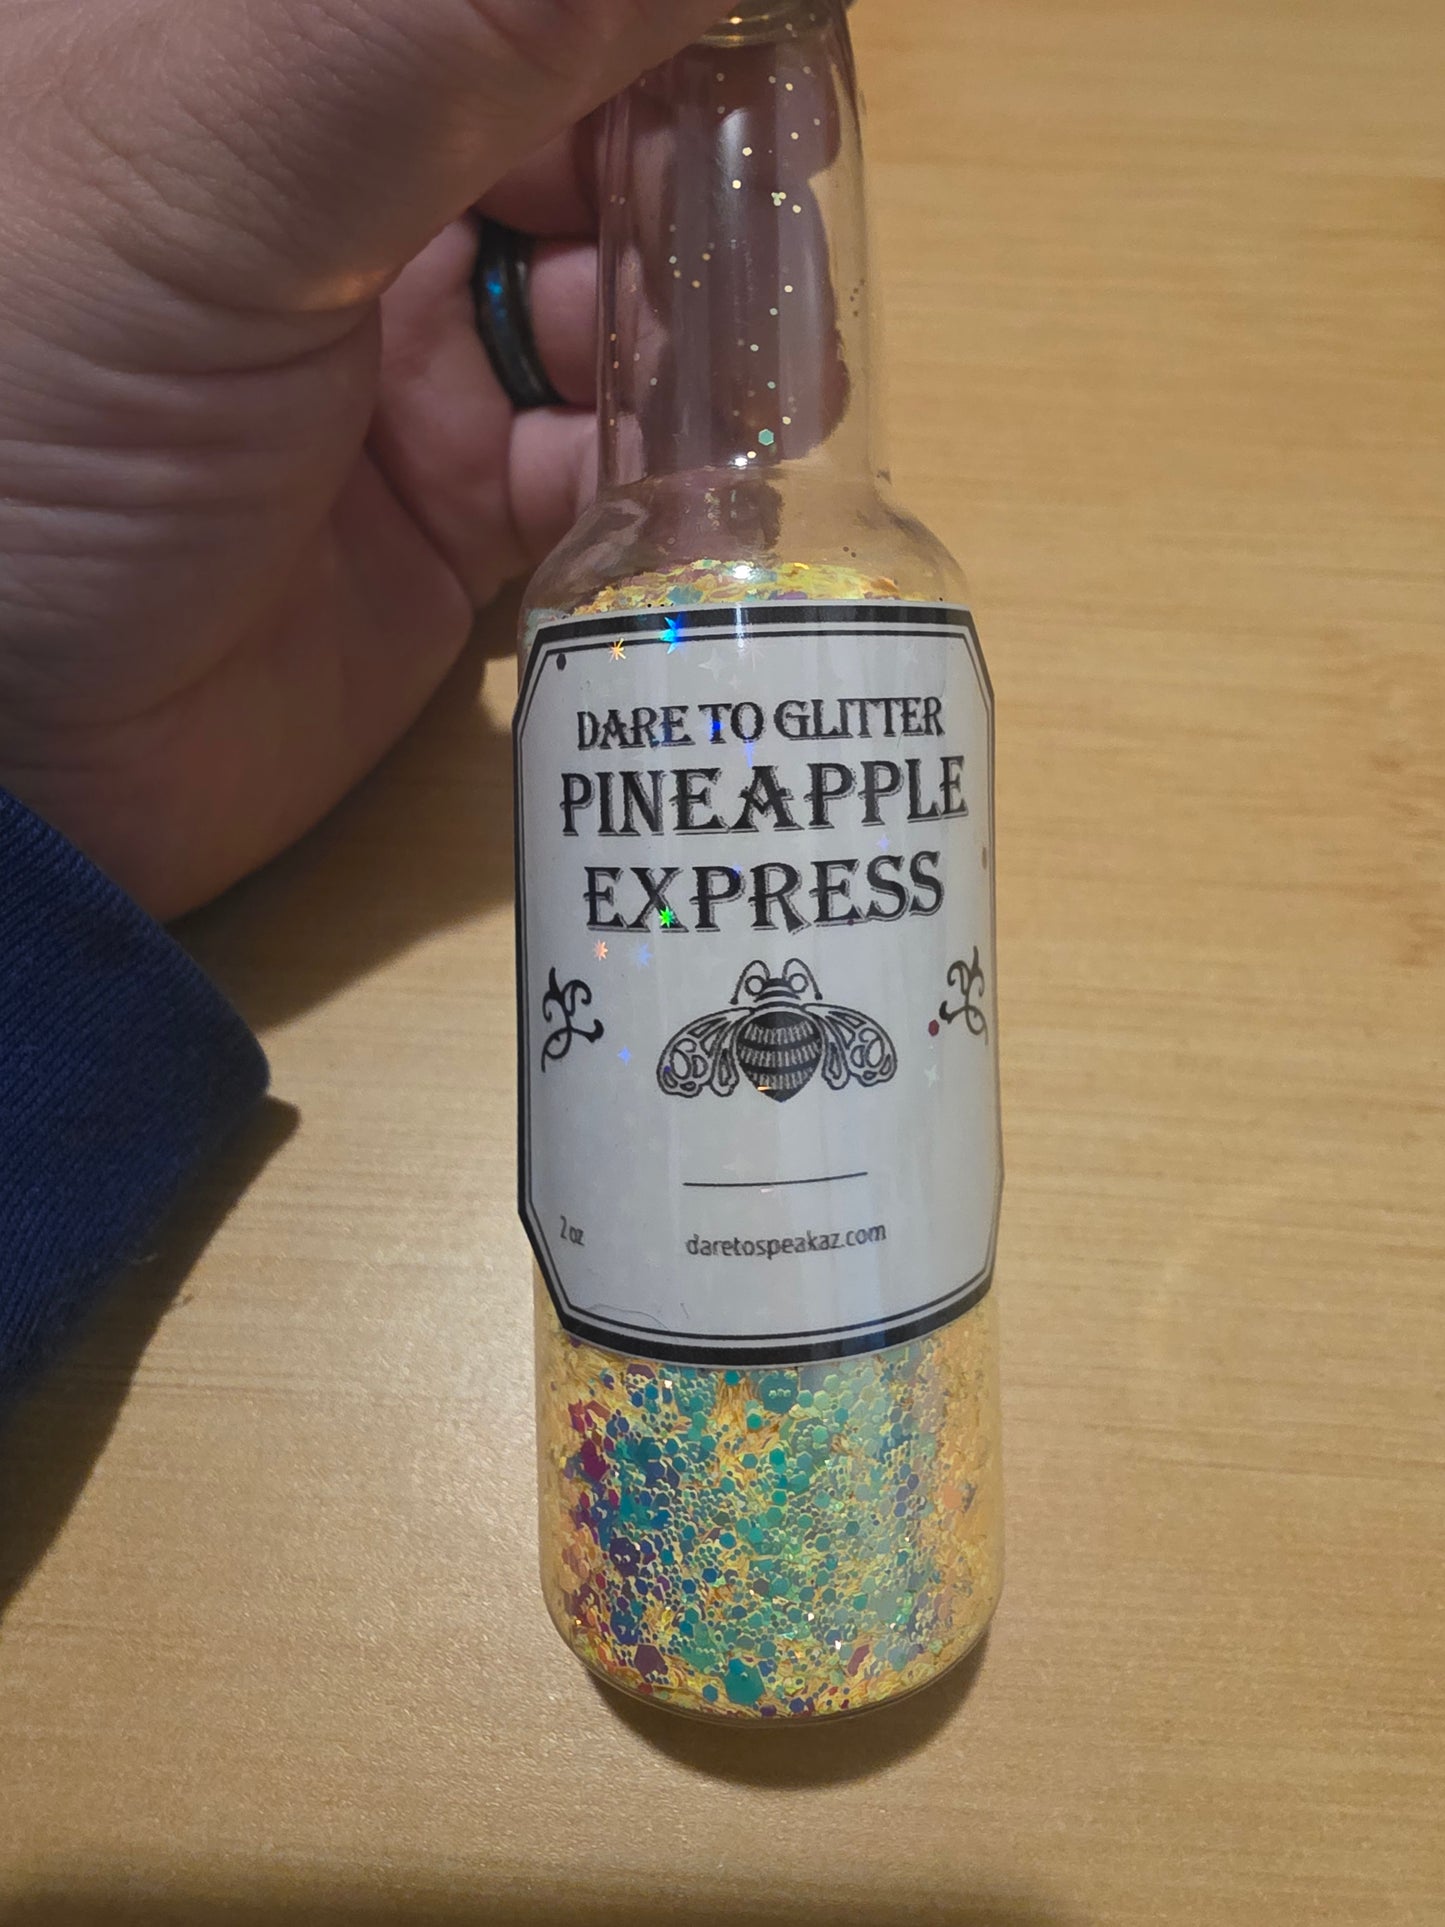 DARE TO GLITTER
PINEAPPLE
EXPRESS
2 oz
daretospeakaz.com